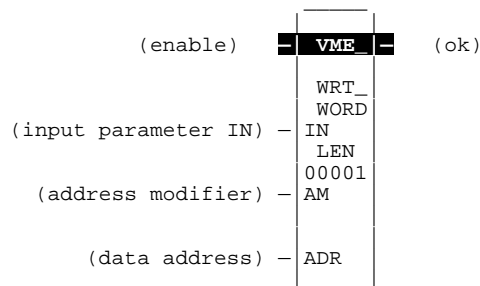 (enable) VME_ (ok)
WRT_
WORD
(input parameter IN) IN
LEN
00001
(address modifier) AM
(data address) ADR